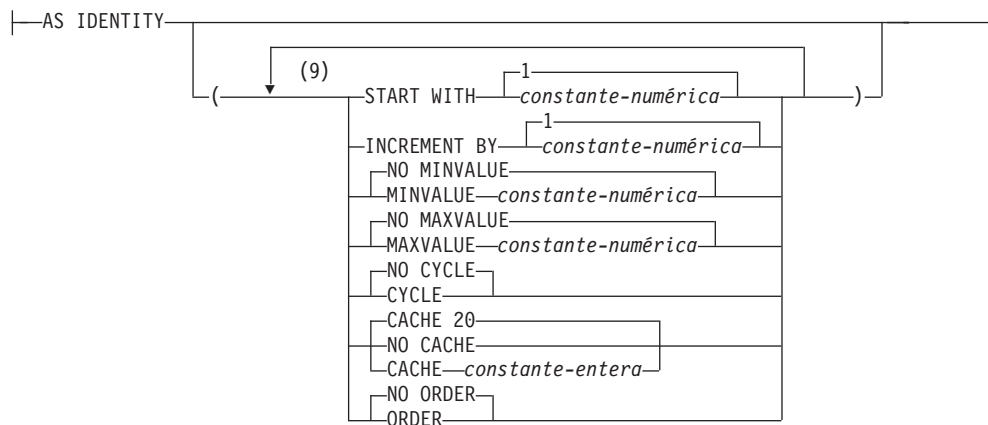 AS IDENTITY
(9)
1
( START WITH constante-numérica )
1
INCREMENT BY constante-numérica
NO MINVALUE
MINVALUE constante-numérica
NO MAXVALUE
MAXVALUE constante-numérica
NO CYCLE
CYCLE
CACHE 20
NO CACHE
CACHE constante-entera
NO ORDER
ORDER